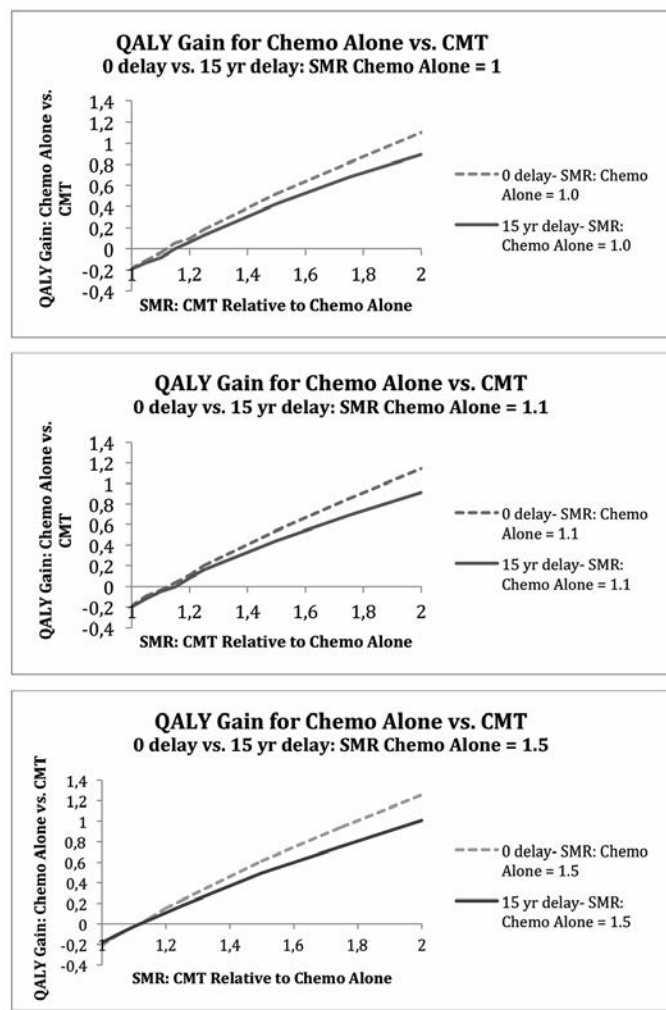 QALY Gain for Chemo Alone vs. CMT
0 delay vs. 15 yr delay: SMR Chemo Alone = 1
QALY Gain: Chemo Alone vs.
CMT
1,4
1,2
1
0,8
0,6
0,4
0,2
0
-0,2
-0,4
1
1,2
1,4
1,6
1,8
2
SMR: CMT Relative to Chemo Alone
0 delay- SMR: Chemo
Alone = 1.0
15 yr delay- SMR:
Chemo Alone = 1.0
QALY Gain for Chemo Alone vs. CMT
0 delay vs. 15 yr delay: SMR Chemo Alone = 1.1
QALY Gain: Chemo Alone vs.
CMT
1,4
1,2
1
0,8
0,6
0,4
0,2
0
-0,2
-0,4
1
1,2
1,4
1,6
1,8
2
SMR: CMT Relative to Chemo Alone
0 delay- SMR: Chemo
Alone = 1.1
15 yr delay- SMR:
Chemo Alone = 1.1
QALY Gain for Chemo Alone vs. CMT
0 delay vs. 15 yr delay: SMR Chemo Alone = 1.5
QALY Gain: Chemo Alone vs. CMT
1,4
1,2
1
0,8
0,6
0,4
0,2
0
-0,2
-0,4
1
1,2
1,4
1,6
1,8
2
SMR: CMT Relative to Chemo Alone
0 delay- SMR: Chemo
Alone = 1.5
15 yr delay- SMR:
Chemo Alone = 1.5